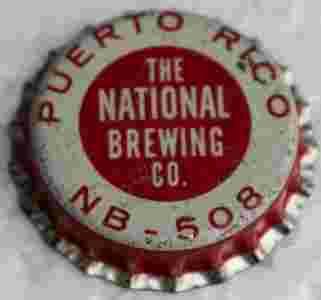 PUERTO RICO
THE
NATIONAL
BREWING
CO.
NB-508